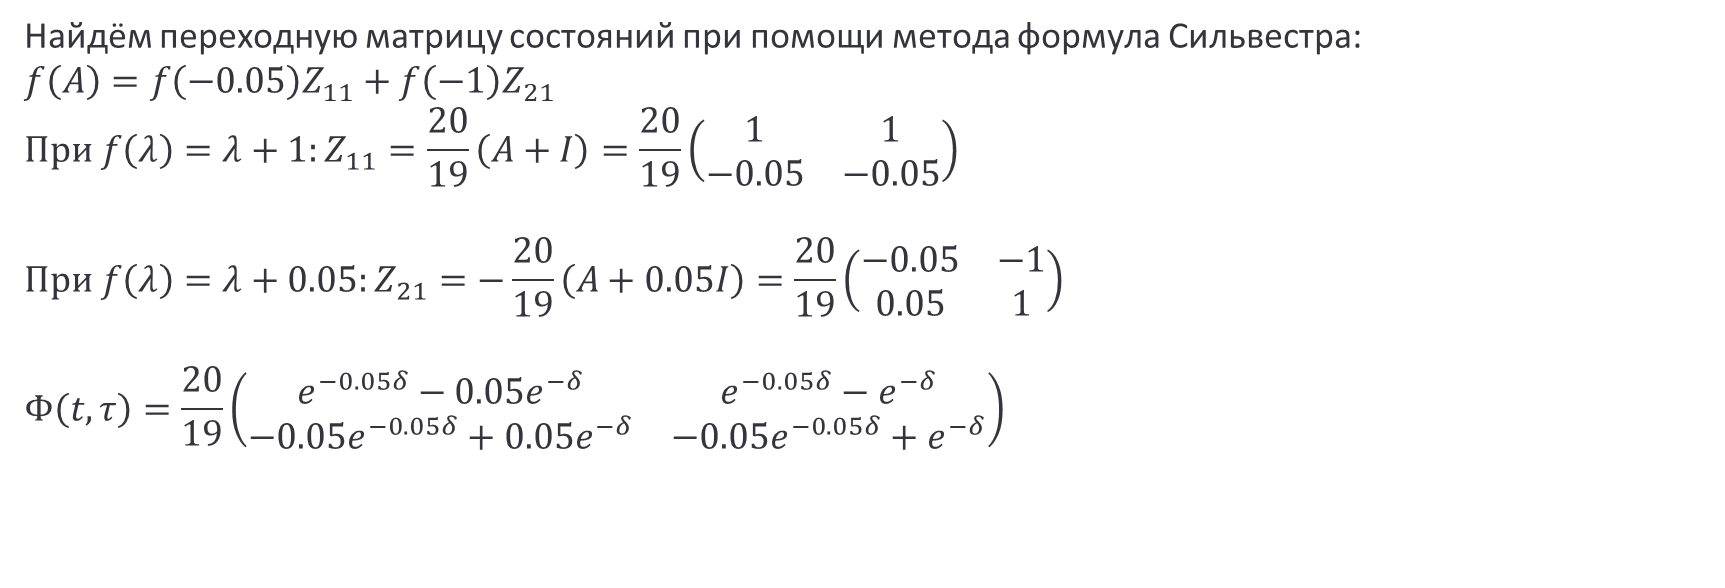 Найдём переходную матрицу состояний при помощи метода формула Сильвестра:
f(A) = f(−0.05)Z₁₁ + f(−1)Z₂₁
При f(λ) = λ + 1: Z₁₁ = 20/19 (A + I) = 20/19 (1 1; −0.05 −0.05)
При f(λ) = λ + 0.05: Z₂₁ = − 20/19 (A + 0.05I) = 20/19 (−0.05 −1; 0.05 1)
Φ(t, τ) = 20/19 (e^{−0.05δ} − 0.05e^{−δ} e^{−0.05δ} − e^{−δ}; −0.05e^{−0.05δ} + 0.05e^{−δ} −0.05e^{−0.05δ} + e^{−δ})